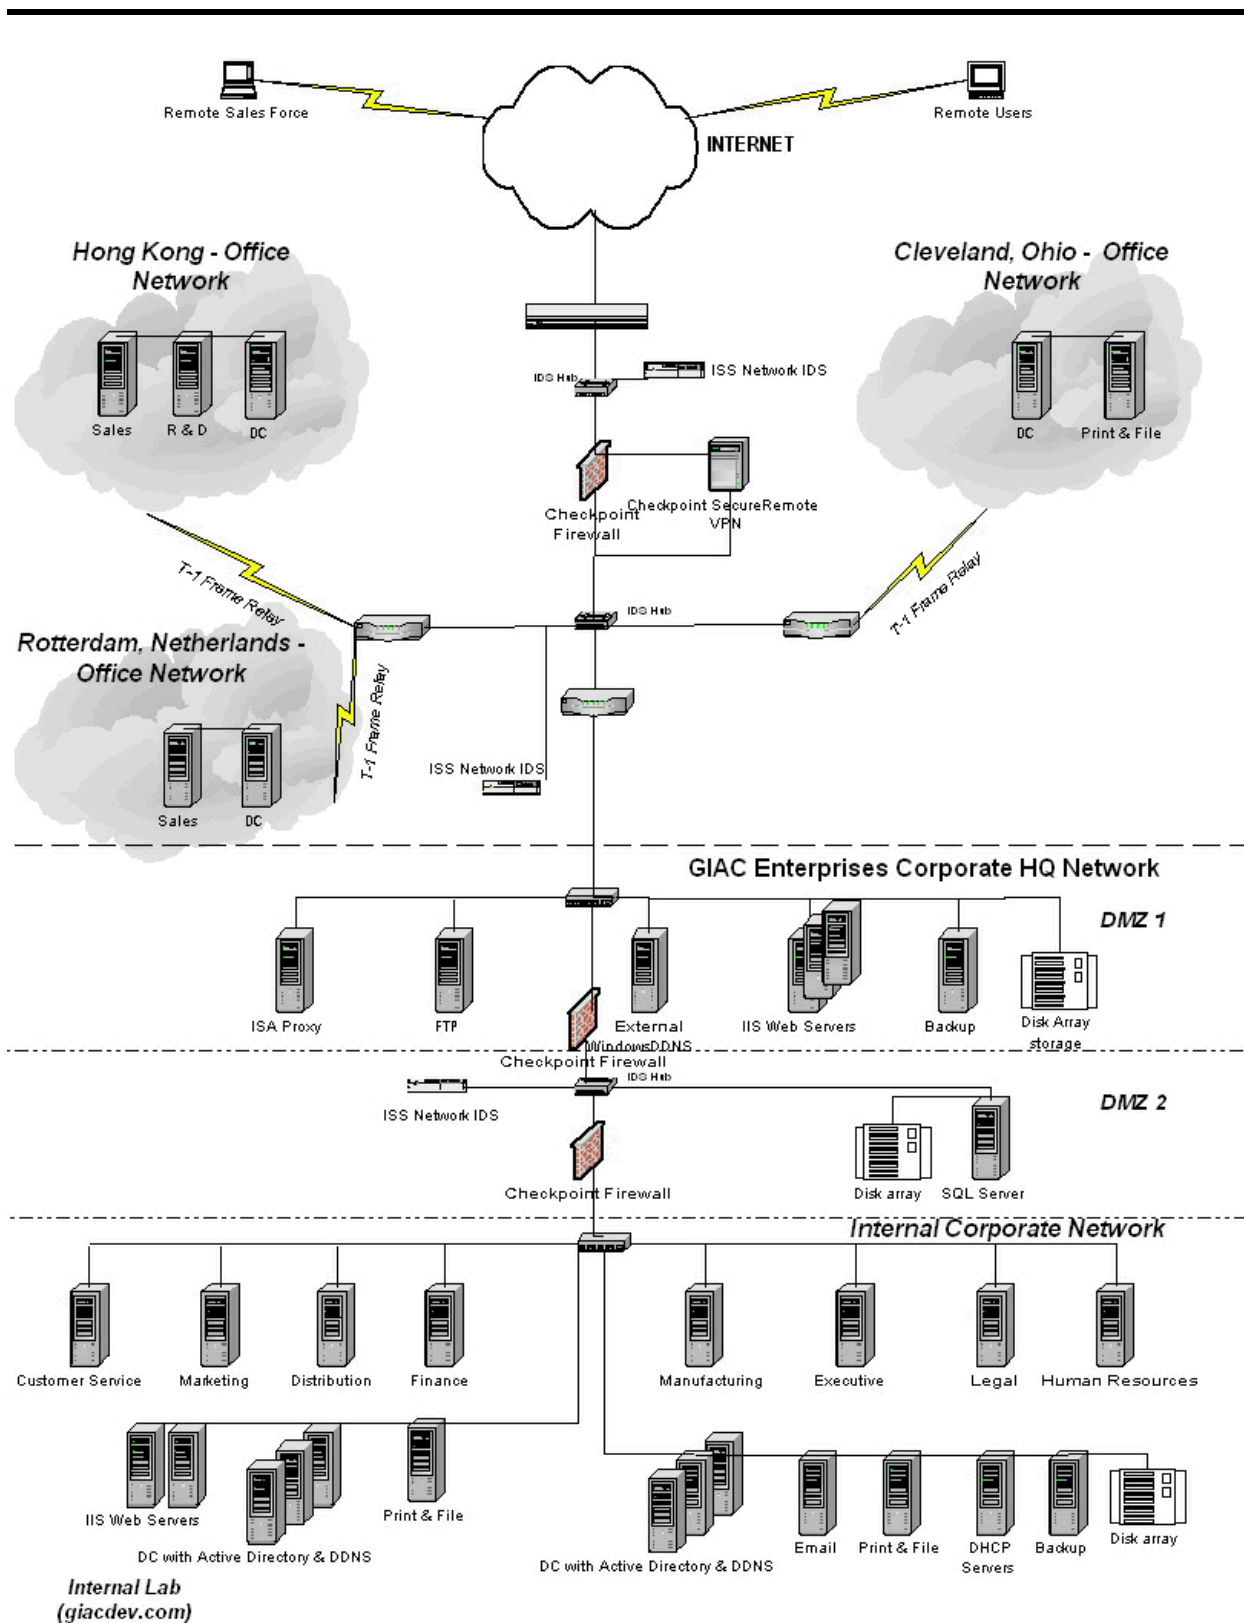 Remote Sales Force
Remote Users
INTERNET
Hong Kong - Office
Network
Cleveland, Ohio - Office
Network
IDS Hub
ISS Network IDS
Sales
R & D
DC
DC
Print & File
Checkpoint
Firewall
Checkpoint SecureRemote
VPN
T-1 Frame Relay
T-1 Frame Relay
IDS Hub
Rotterdam, Netherlands -
Office Network
T-1 Frame Relay
ISS Network IDS
Sales
DC
GIAC Enterprises Corporate HQ Network
DMZ 1
ISA Proxy
FTP
External
WindowsDDNS
IIS Web Servers
Backup
Disk Array
storage
Checkpoint Firewall
IDS Hub
ISS Network IDS
DMZ 2
Checkpoint Firewall
Disk array
SQL Server
Internal Corporate Network
Customer Service
Marketing
Distribution
Finance
Manufacturing
Executive
Legal
Human Resources
IIS Web Servers
DC with Active Directory & DDNS
Print & File
DC with Active Directory & DDNS
Email
Print & File
DHCP
Servers
Backup
Disk array
Internal Lab
(giacdev.com)